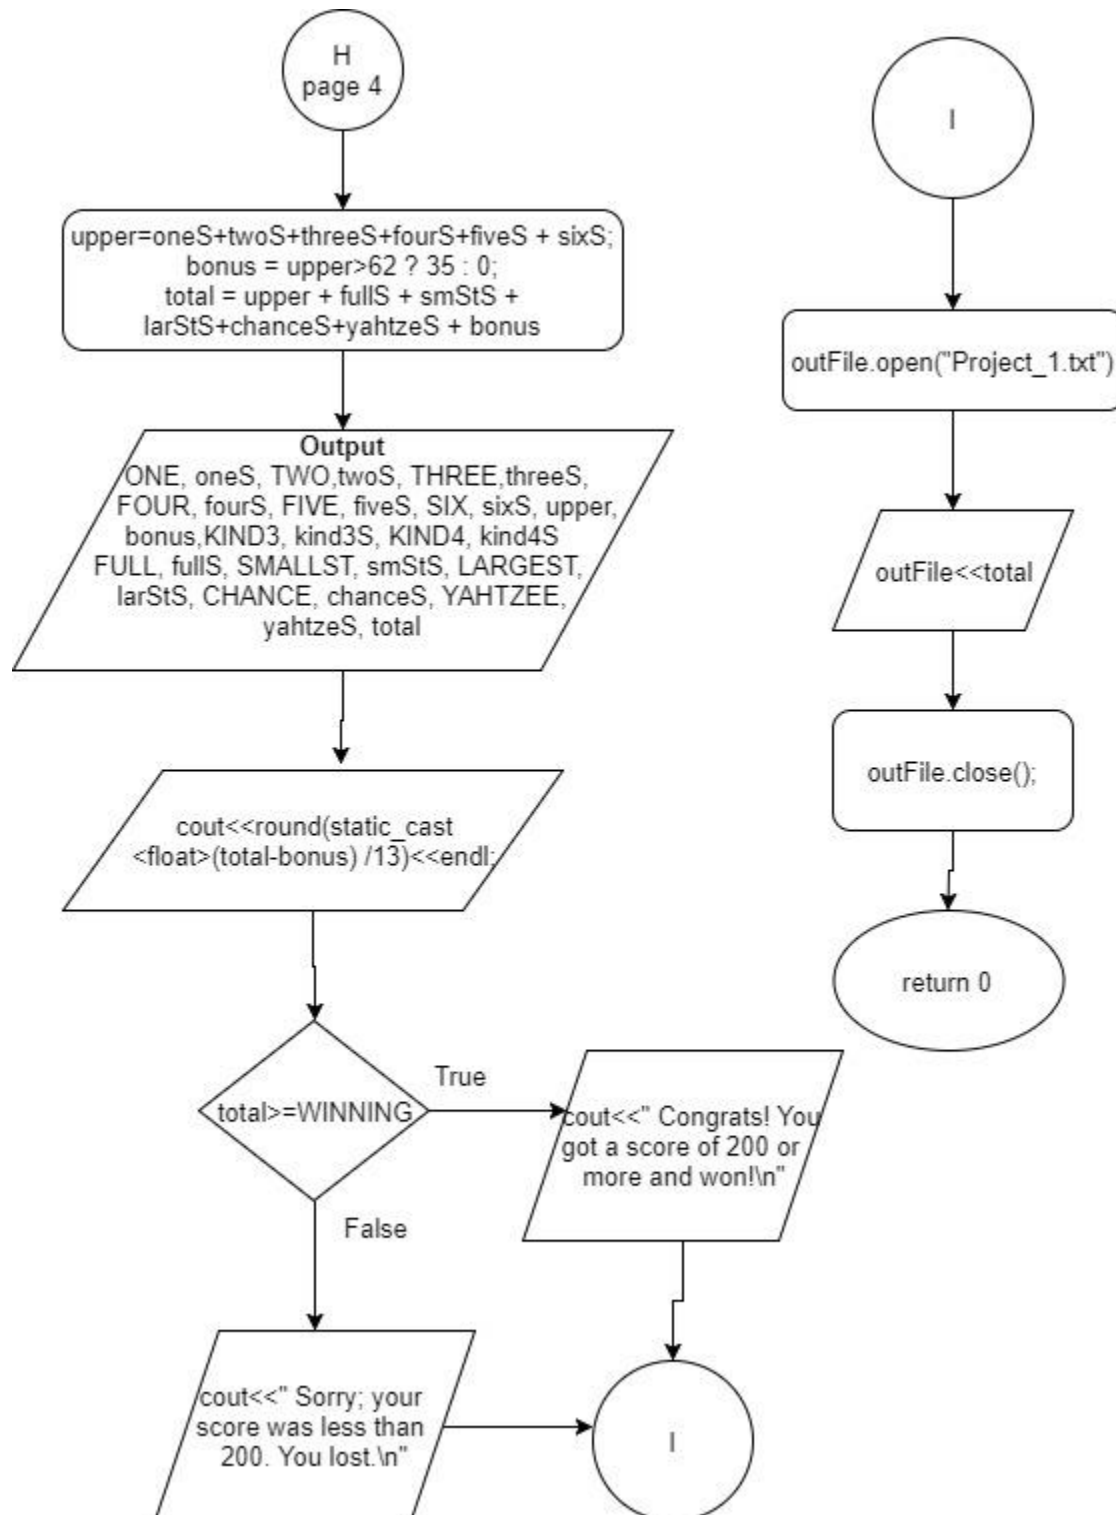 H
page 4
upper=oneS+twoS+threeS+fourS+fiveS + sixS;
bonus = upper>62 ? 35 : 0;
total = upper + fullS + smStS +
larStS+chanceS+yahtzeS + bonus
Output
ONE, oneS, TWO,twoS, THREE,threeS,
FOUR, fourS, FIVE, fiveS, SIX, sixS, upper,
bonus,KIND3, kind3S, KIND4, kind4S
FULL, fullS, SMALLST, smStS, LARGEST,
larStS, CHANCE, chanceS, YAHTZEE,
yahtzeS, total
cout<<round(static_cast
<float>(total-bonus) /13)<<endl;
total>=WINNING
True
cout<<" Congrats! You
got a score of 200 or
more and won!\n"
False
cout<<" Sorry; your
score was less than
200. You lost.\n"
I
I
outFile.open("Project_1.txt")
outFile<<total
outFile.close();
return 0